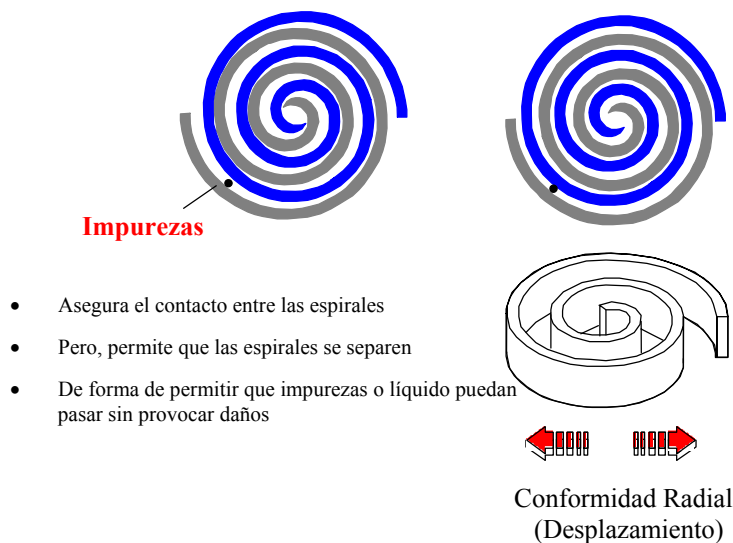 Impurezas
• Asegura el contacto entre las espirales
• Pero, permite que las espirales se separen
• De forma de permitir que impurezas o líquido puedan
pasar sin provocar daños
Conformidad Radial
(Desplazamiento)